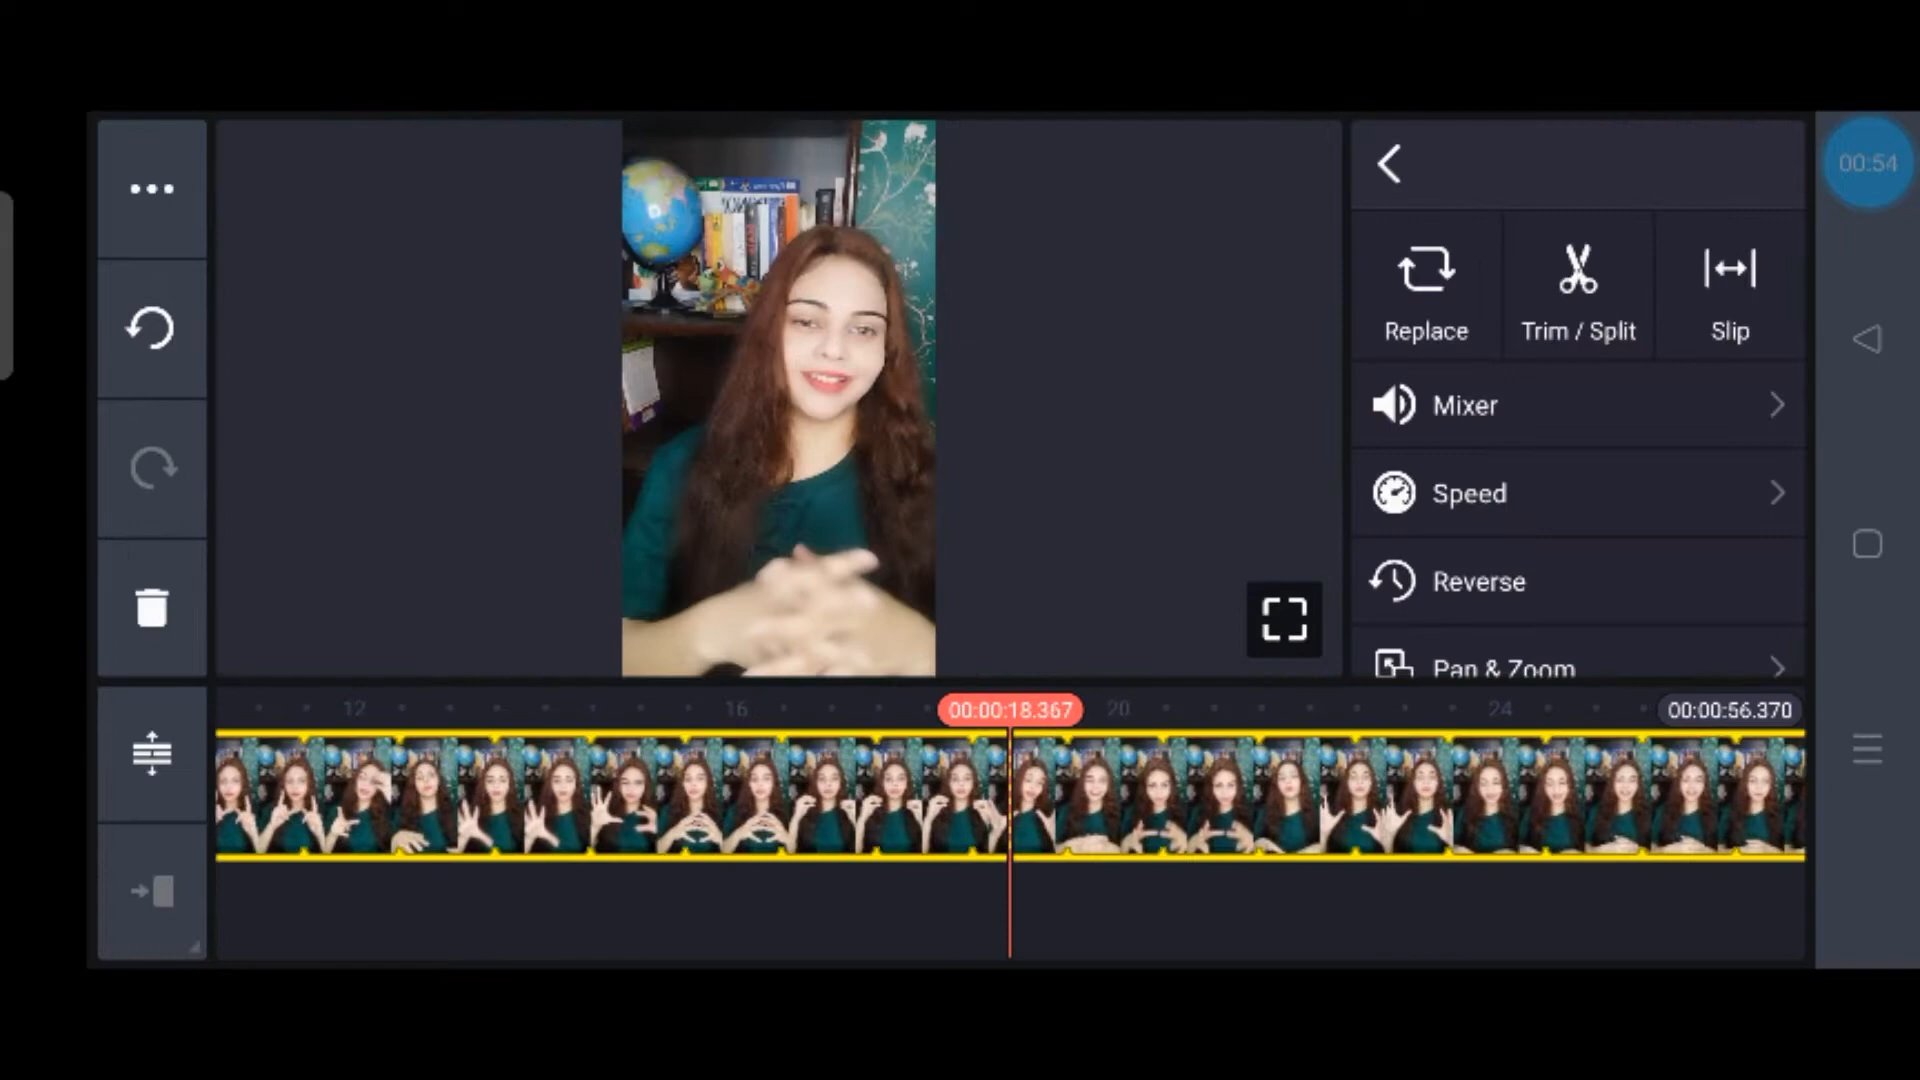 00:54
Replace
Trim / Split
Slip
Mixer
Speed
Reverse
Pan & Zoom
12
16
00:00:18.367
20
24
00:00:56.370